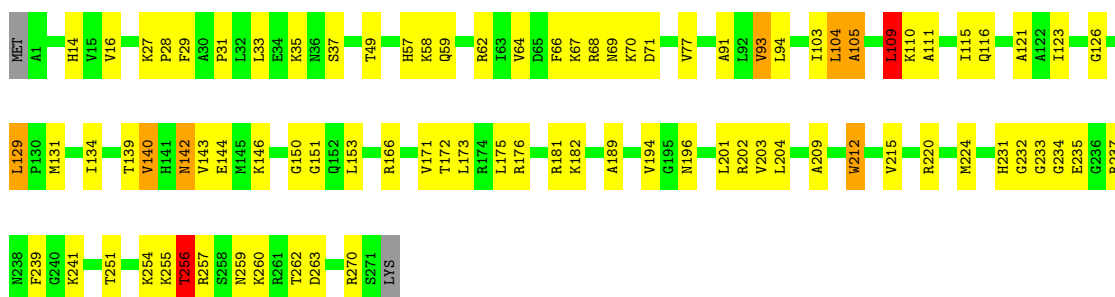 MET A1 H14 V15 V16 K27 P28 F29 A30 P31 L32 L33 E34 K35 N36 S37 T49 H57 K58 Q59 R62 I63 V64 D65 F66 K67 R68 N69 K70 D71 V77 A91 L92 V93 L94 I103 L104 A105 L109 K110 A111 I115 Q116 A121 A122 I123 G126
L129 P130 M131 I134 T139 V140 H141 N142 V143 E144 M145 K146 G150 G151 Q152 L153 R166 V171 T172 L173 R174 L175 R176 R181 K182 A189 V194 G195 N196 L201 R202 V203 L204 A209 W212 V215 R220 M224 H231 G232 G233 G234 E235 G236 R237
N238 F239 G240 K241 T251 K254 K255 T256 R257 S258 N259 K260 R261 T262 D263 R270 S271 LYS